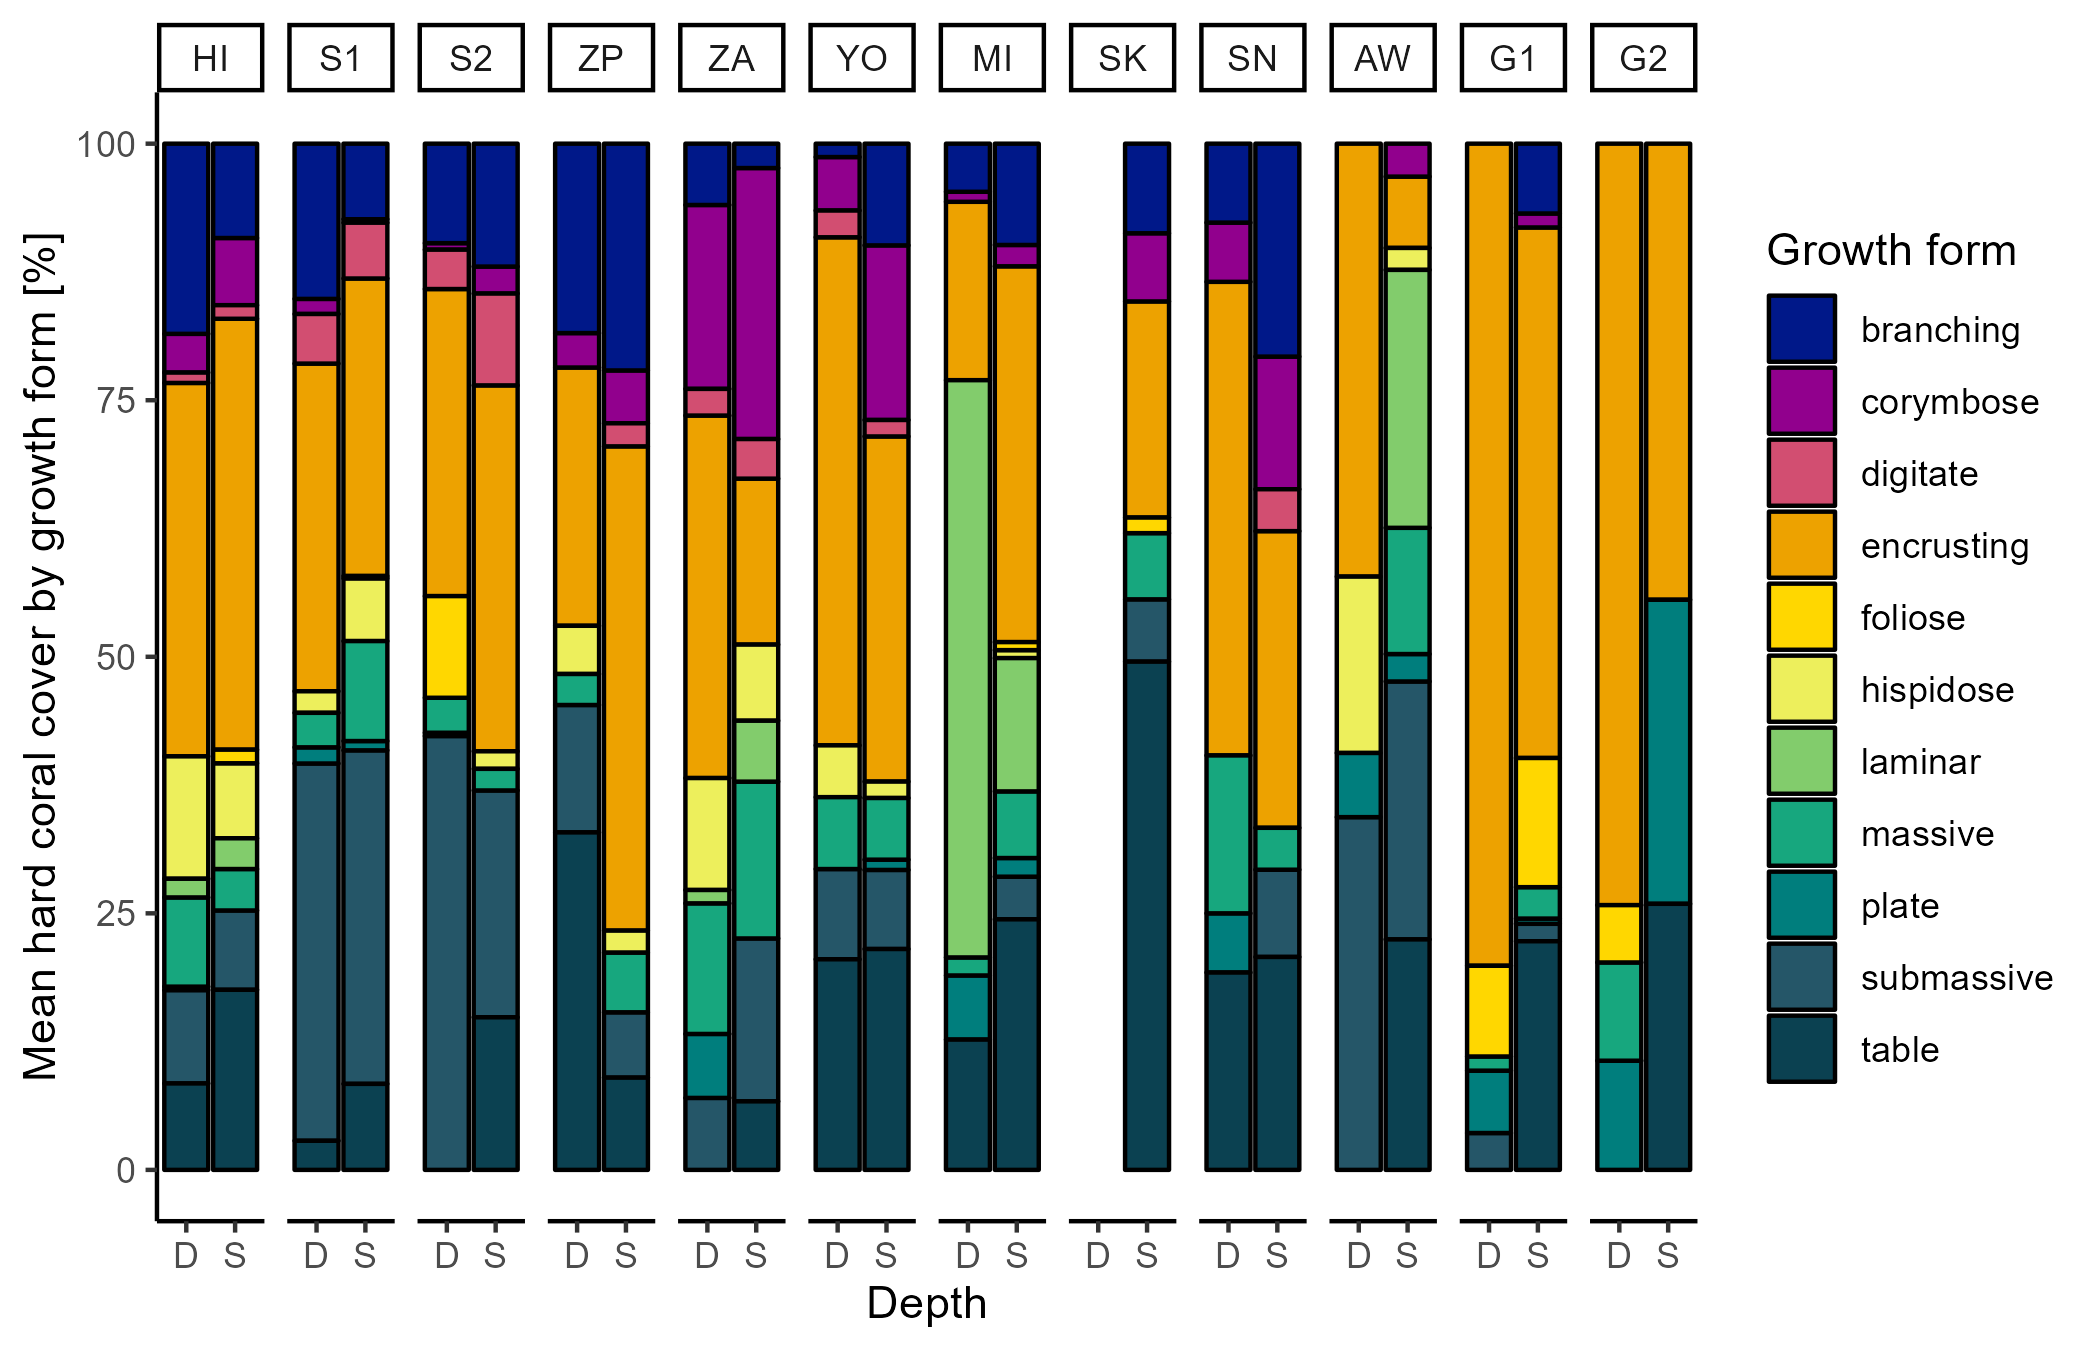 HI S1 S2 ZP ZA YO MI SK SN AW G1 G2
Mean hard coral cover by growth form [%]
100
75
50
25
0
D S D S D S D S D S D S D S D S D S D S D S D S
Depth
Growth form
branching
corymbose
digitate
encrusting
foliose
hispidose
laminar
massive
plate
submassive
table